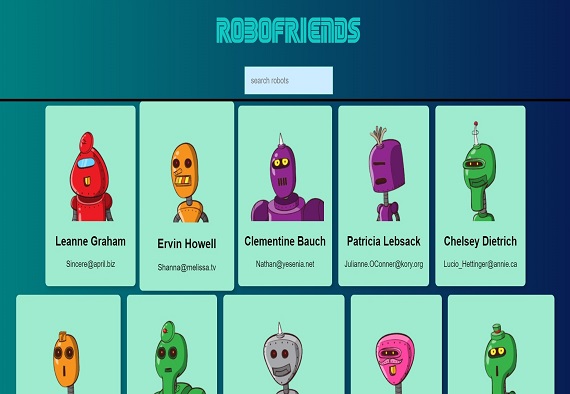 ROBOFRIENDS
search robots
Leanne Graham
Sincere@april.biz
Ervin Howell
Shanna@melissa.tv
Clementine Bauch
Nathan@yesenia.net
Patricia Lebsack
Julianne.OConner@kory.org
Chelsey Dietrich
Lucio_Hettinger@annie.ca